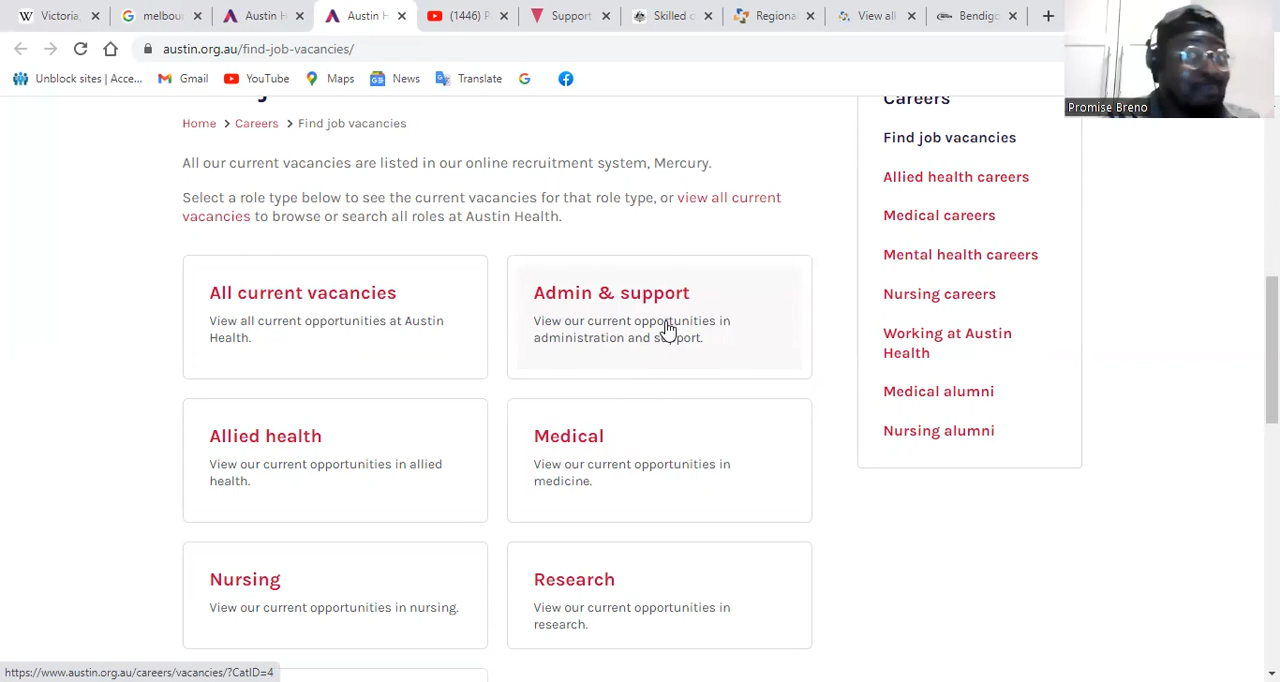 Victoria,
melbou
Austin H
Austin H
(1446) P
Support
Skilled o
Regiona
View all
Bendigo
austin.org.au/find-job-vacancies/
Unblock sites | Acce...
Gmail
YouTube
Maps
News
Translate
Promise Breno
Home > Careers > Find job vacancies
All our current vacancies are listed in our online recruitment system, Mercury.
Select a role type below to see the current vacancies for that role type, or view all current
vacancies to browse or search all roles at Austin Health.
All current vacancies
View all current opportunities at Austin
Health.
Admin & support
View our current opportunities in
administration and support.
Allied health
View our current opportunities in allied
health.
Medical
View our current opportunities in
medicine.
Nursing
View our current opportunities in nursing.
Research
View our current opportunities in
research.
Careers
Find job vacancies
Allied health careers
Medical careers
Mental health careers
Nursing careers
Working at Austin
Health
Medical alumni
Nursing alumni
https://www.austin.org.au/careers/vacancies/?CatID=4